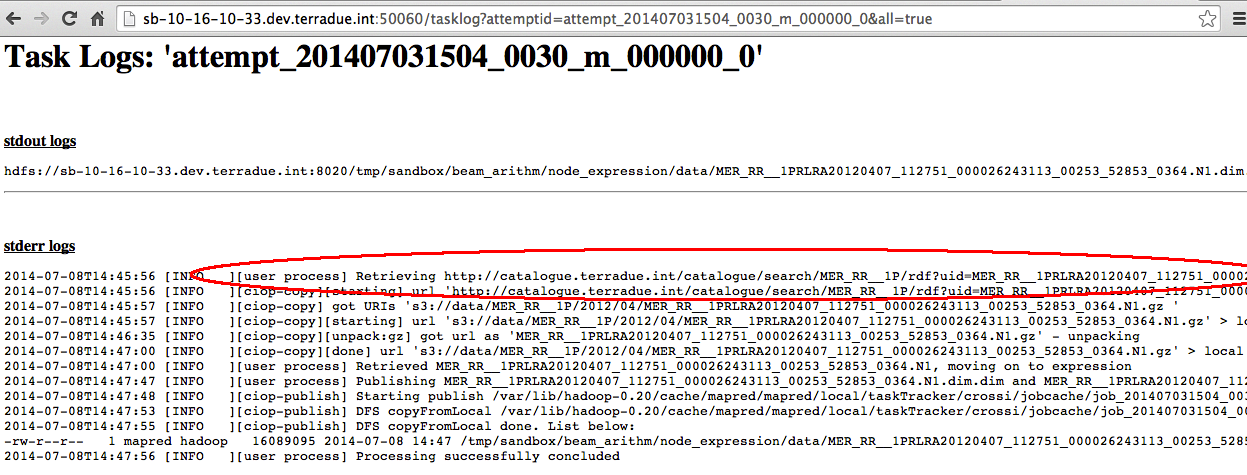 sb-10-16-10-33.dev.terradue.int:50060/tasklog?attemptid=attempt_201407031504_0030_m_000000_0&all=true
Task Logs: 'attempt_201407031504_0030_m_000000_0'
stdout logs
hdfs://sb-10-16-10-33.dev.terradue.int:8020/tmp/sandbox/beam_arithm/node_expression/data/MER_RR__1PRLRA20120407_112751_000026243113_00253_52853_0364.N1.dim.
stderr logs
2014-07-08T14:45:56 [INFO   ][user process] Retrieving http://catalogue.terradue.int/catalogue/search/MER_RR__1P/rdf?uid=MER_RR__1PRLRA20120407_112751_00002
2014-07-08T14:45:56 [INFO   ][ciop-copy][starting] url 'http://catalogue.terradue.int/catalogue/search/MER_RR__1P/rdf?uid=MER_RR__1PRLRA20120407_112751_0000
2014-07-08T14:45:57 [INFO   ][ciop-copy] got URIs 's3://data/MER_RR__1P/2012/04/MER_RR__1PRLRA20120407_112751_000026243113_00253_52853_0364.N1.gz '
2014-07-08T14:45:57 [INFO   ][ciop-copy][starting] url 's3://data/MER_RR__1P/2012/04/MER_RR__1PRLRA20120407_112751_000026243113_00253_52853_0364.N1.gz' > lo
2014-07-08T14:46:35 [INFO   ][ciop-copy][unpack:gz] got url as 'MER_RR__1PRLRA20120407_112751_000026243113_00253_52853_0364.N1.gz' - unpacking
2014-07-08T14:47:00 [INFO   ][ciop-copy][done] url 's3://data/MER_RR__1P/2012/04/MER_RR__1PRLRA20120407_112751_000026243113_00253_52853_0364.N1.gz' > local
2014-07-08T14:47:00 [INFO   ][user process] Retrieved MER_RR__1PRLRA20120407_112751_000026243113_00253_52853_0364.N1, moving on to expression
2014-07-08T14:47:47 [INFO   ][user process] Publishing MER_RR__1PRLRA20120407_112751_000026243113_00253_52853_0364.N1.dim.dim and MER_RR__1PRLRA20120407_112
2014-07-08T14:47:48 [INFO   ][ciop-publish] Starting publish /var/lib/hadoop-0.20/cache/mapred/mapred/local/taskTracker/crossi/jobcache/job_201407031504_003
2014-07-08T14:47:53 [INFO   ][ciop-publish] DFS copyFromLocal /var/lib/hadoop-0.20/cache/mapred/mapred/local/taskTracker/crossi/jobcache/job_201407031504_00
2014-07-08T14:47:55 [INFO   ][ciop-publish] DFS copyFromLocal done. List below:
-rw-r--r--   1 mapred hadoop   16089095 2014-07-08 14:47 /tmp/sandbox/beam_arithm/node_expression/data/MER_RR__1PRLRA20120407_112751_000026243113_00253_5285
2014-07-08T14:47:56 [INFO   ][user process] Processing successfully concluded